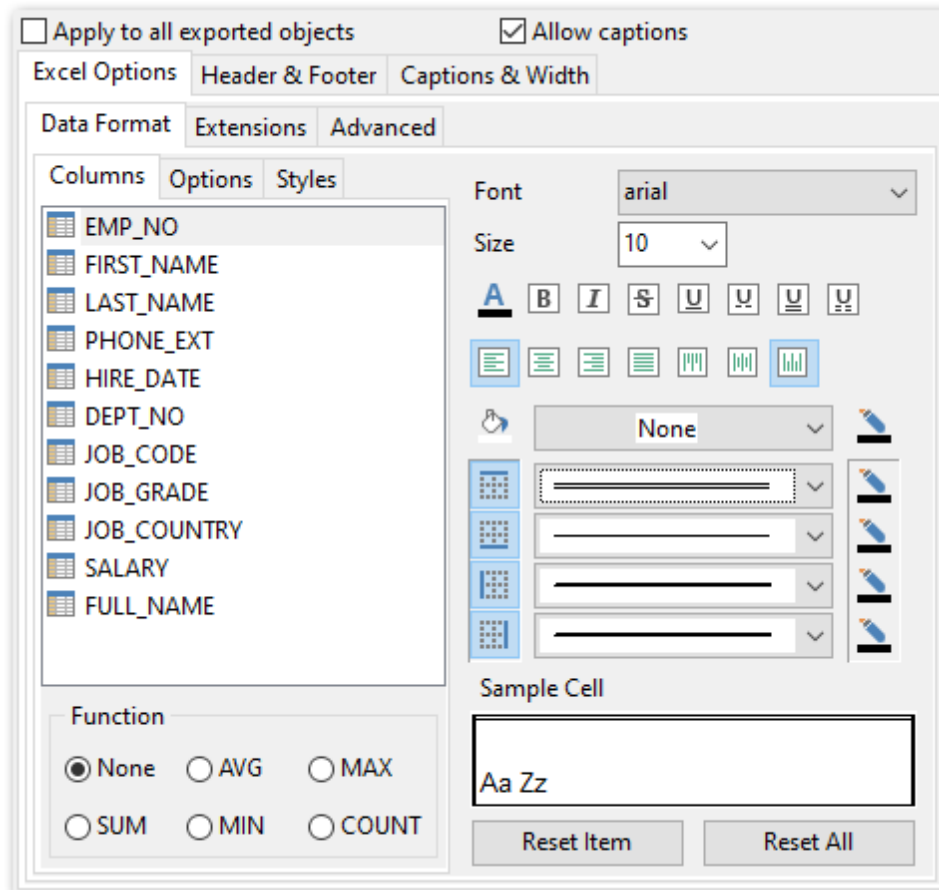 Apply to all exported objects
Allow captions
Excel Options
Header & Footer
Captions & Width
Data Format
Extensions
Advanced
Columns
Options
Styles
EMP_NO
FIRST_NAME
LAST_NAME
PHONE_EXT
HIRE_DATE
DEPT_NO
JOB_CODE
JOB_GRADE
JOB_COUNTRY
SALARY
FULL_NAME
Function
None
AVG
MAX
SUM
MIN
COUNT
Font
arial
Size
10
A B I S U U U U
None
Sample Cell
Aa Zz
Reset Item
Reset All